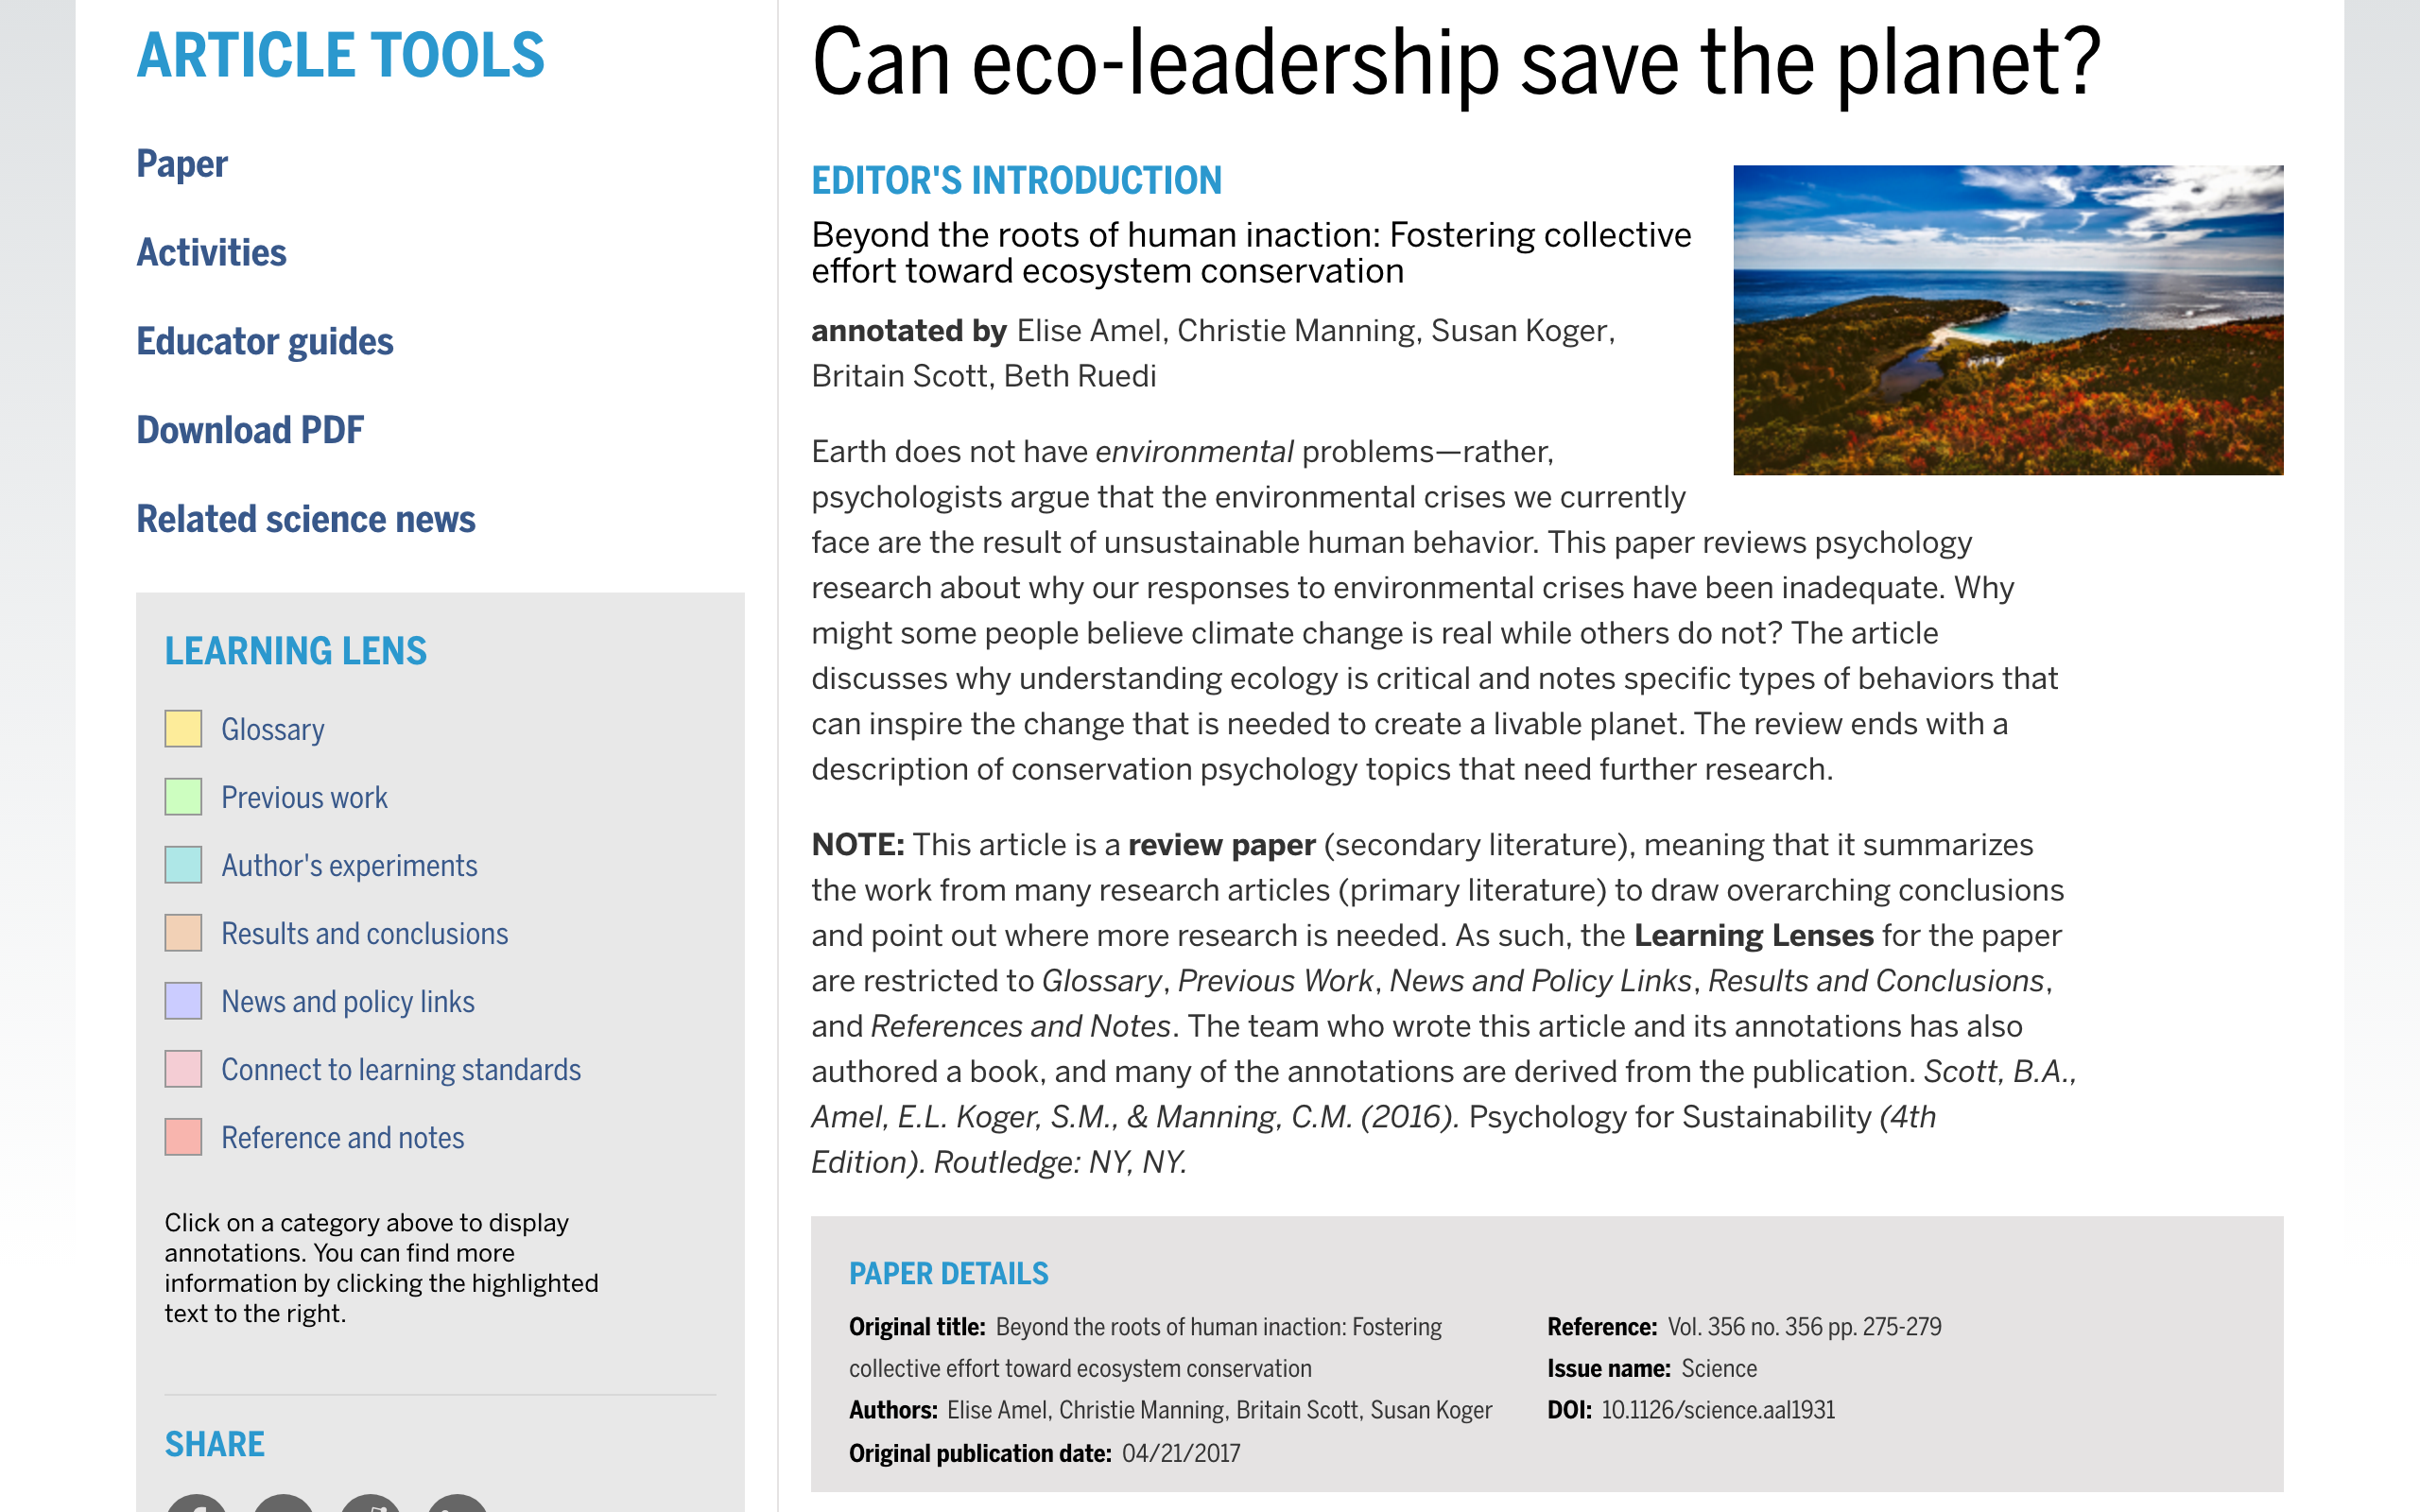 ARTICLE TOOLS
Paper
Activities
Educator guides
Download PDF
Related science news
LEARNING LENS
Glossary
Previous work
Author's experiments
Results and conclusions
News and policy links
Connect to learning standards
Reference and notes
Click on a category above to display
annotations. You can find more
information by clicking the highlighted
text to the right.
SHARE
Can eco-leadership save the planet?
EDITOR'S INTRODUCTION
Beyond the roots of human inaction: Fostering collective
effort toward ecosystem conservation
annotated by Elise Amel, Christie Manning, Susan Koger,
Britain Scott, Beth Ruedi
Earth does not have environmental problems—rather,
psychologists argue that the environmental crises we currently
face are the result of unsustainable human behavior. This paper reviews psychology
research about why our responses to environmental crises have been inadequate. Why
might some people believe climate change is real while others do not? The article
discusses why understanding ecology is critical and notes specific types of behaviors that
can inspire the change that is needed to create a livable planet. The review ends with a
description of conservation psychology topics that need further research.
NOTE: This article is a review paper (secondary literature), meaning that it summarizes
the work from many research articles (primary literature) to draw overarching conclusions
and point out where more research is needed. As such, the Learning Lenses for the paper
are restricted to Glossary, Previous Work, News and Policy Links, Results and Conclusions,
and References and Notes. The team who wrote this article and its annotations has also
authored a book, and many of the annotations are derived from the publication. Scott, B.A.,
Amel, E.L. Koger, S.M., & Manning, C.M. (2016). Psychology for Sustainability (4th
Edition). Routledge: NY, NY.
PAPER DETAILS
Original title: Beyond the roots of human inaction: Fostering
collective effort toward ecosystem conservation
Authors: Elise Amel, Christie Manning, Britain Scott, Susan Koger
Original publication date: 04/21/2017
Reference: Vol. 356 no. 356 pp. 275-279
Issue name: Science
DOI: 10.1126/science.aal1931